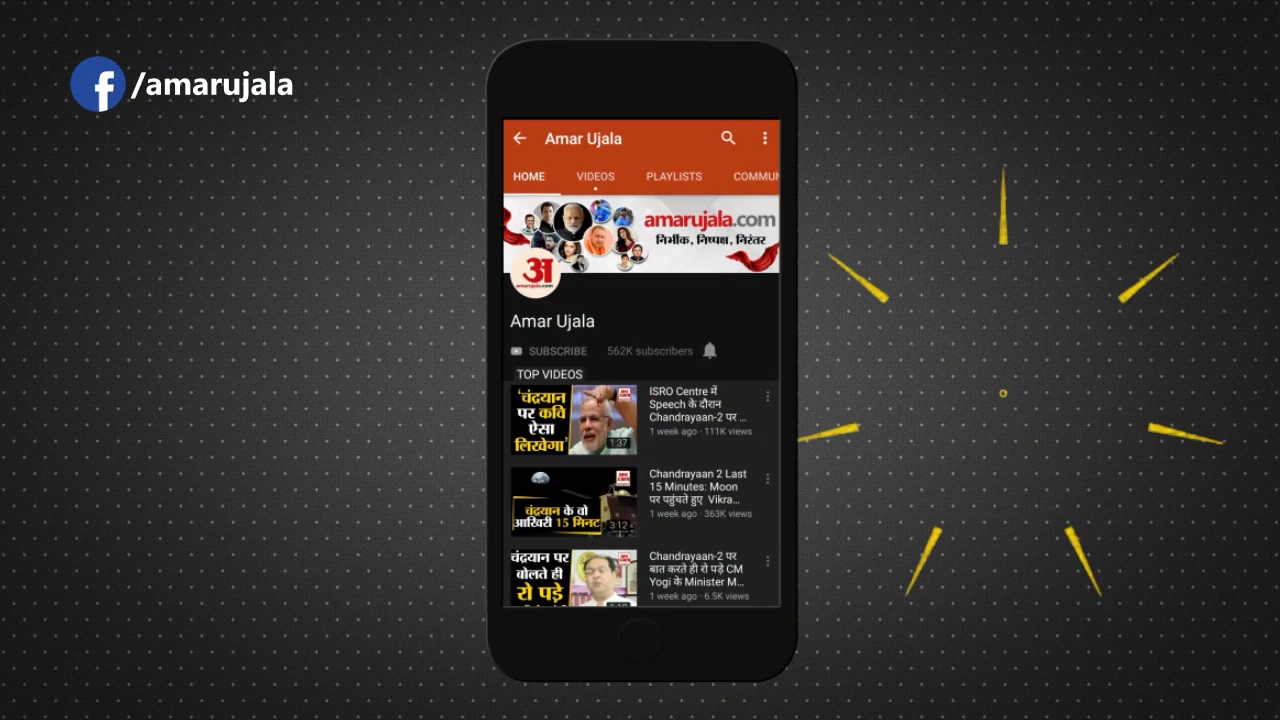 /amarujala
Amar Ujala
HOME VIDEOS PLAYLISTS COMMUN
amarujala.com
निर्भीक, निष्पक्ष, निरंतर
अ
amarujala.com
Amar Ujala
SUBSCRIBE 562K subscribers
TOP VIDEOS
'चंद्रयान
पर कवि
ऐसा
लिखेगा'
1:37
ISRO Centre में
Speech के दौरान
Chandrayaan-2 पर ...
1 week ago · 111K views
चंद्रयान के वो
आखिरी 15 मिनट
3:12
Chandrayaan 2 Last
15 Minutes: Moon
पर पहुंचते हुए Vikra...
1 week ago · 363K views
चंद्रयान पर
बोलते ही
रो पड़े
Chandrayaan-2 पर
बात करते ही रो पड़े CM
Yogi के Minister M...
1 week ago · 6.5K views